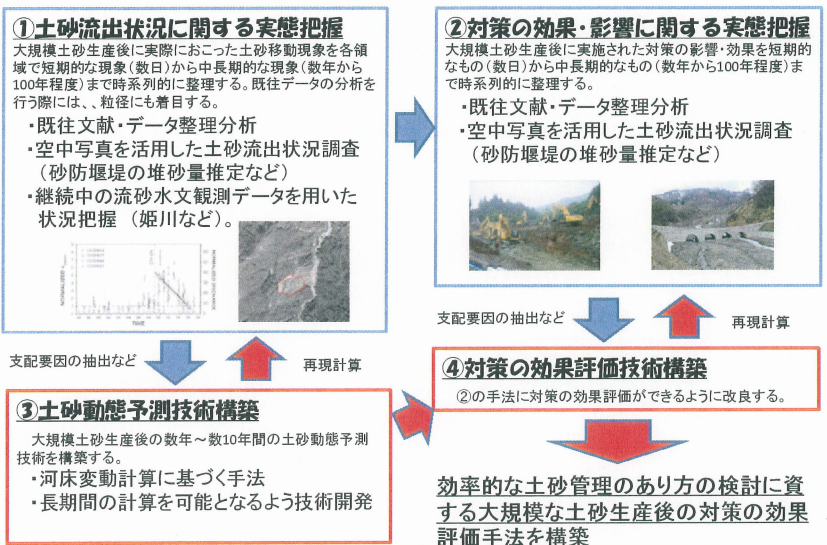 ①土砂流出状況に関する実態把握
大規模土砂生産後に実際におこった土砂移動現象を各領
域で短期的な現象(数日)から中長期的な現象(数年から
100年程度)まで時系列的に整理する。既往データの分析を
行う際には、、粒径にも着目する。
・既往文献・データ整理分析
・空中写真を活用した土砂流出状況調査
(砂防堰堤の堆砂量推定など)
・継続中の流砂水文観測データを用いた
状況把握 (姫川など)。
TIME
②対策の効果・影響に関する実態把握
大規模土砂生産後に実施された対策の影響・効果を短期的
なもの(数日)から中長期的なもの(数年から100年程度)ま
で時系列的に整理する。
・既往文献・データ整理分析
・空中写真を活用した土砂流出状況調査
(砂防堰堤の堆砂量推定など)
支配要因の抽出など
再現計算
支配要因の抽出など
再現計算
③土砂動態予測技術構築
大規模土砂生産後の数年~数10年間の土砂動態予測
技術を構築する。
・河床変動計算に基づく手法
・長期間の計算を可能となるよう技術開発
④対策の効果評価技術構築
②の手法に対策の効果評価ができるように改良する。
効率的な土砂管理のあり方の検討に資
する大規模な土砂生産後の対策の効果
評価手法を構築